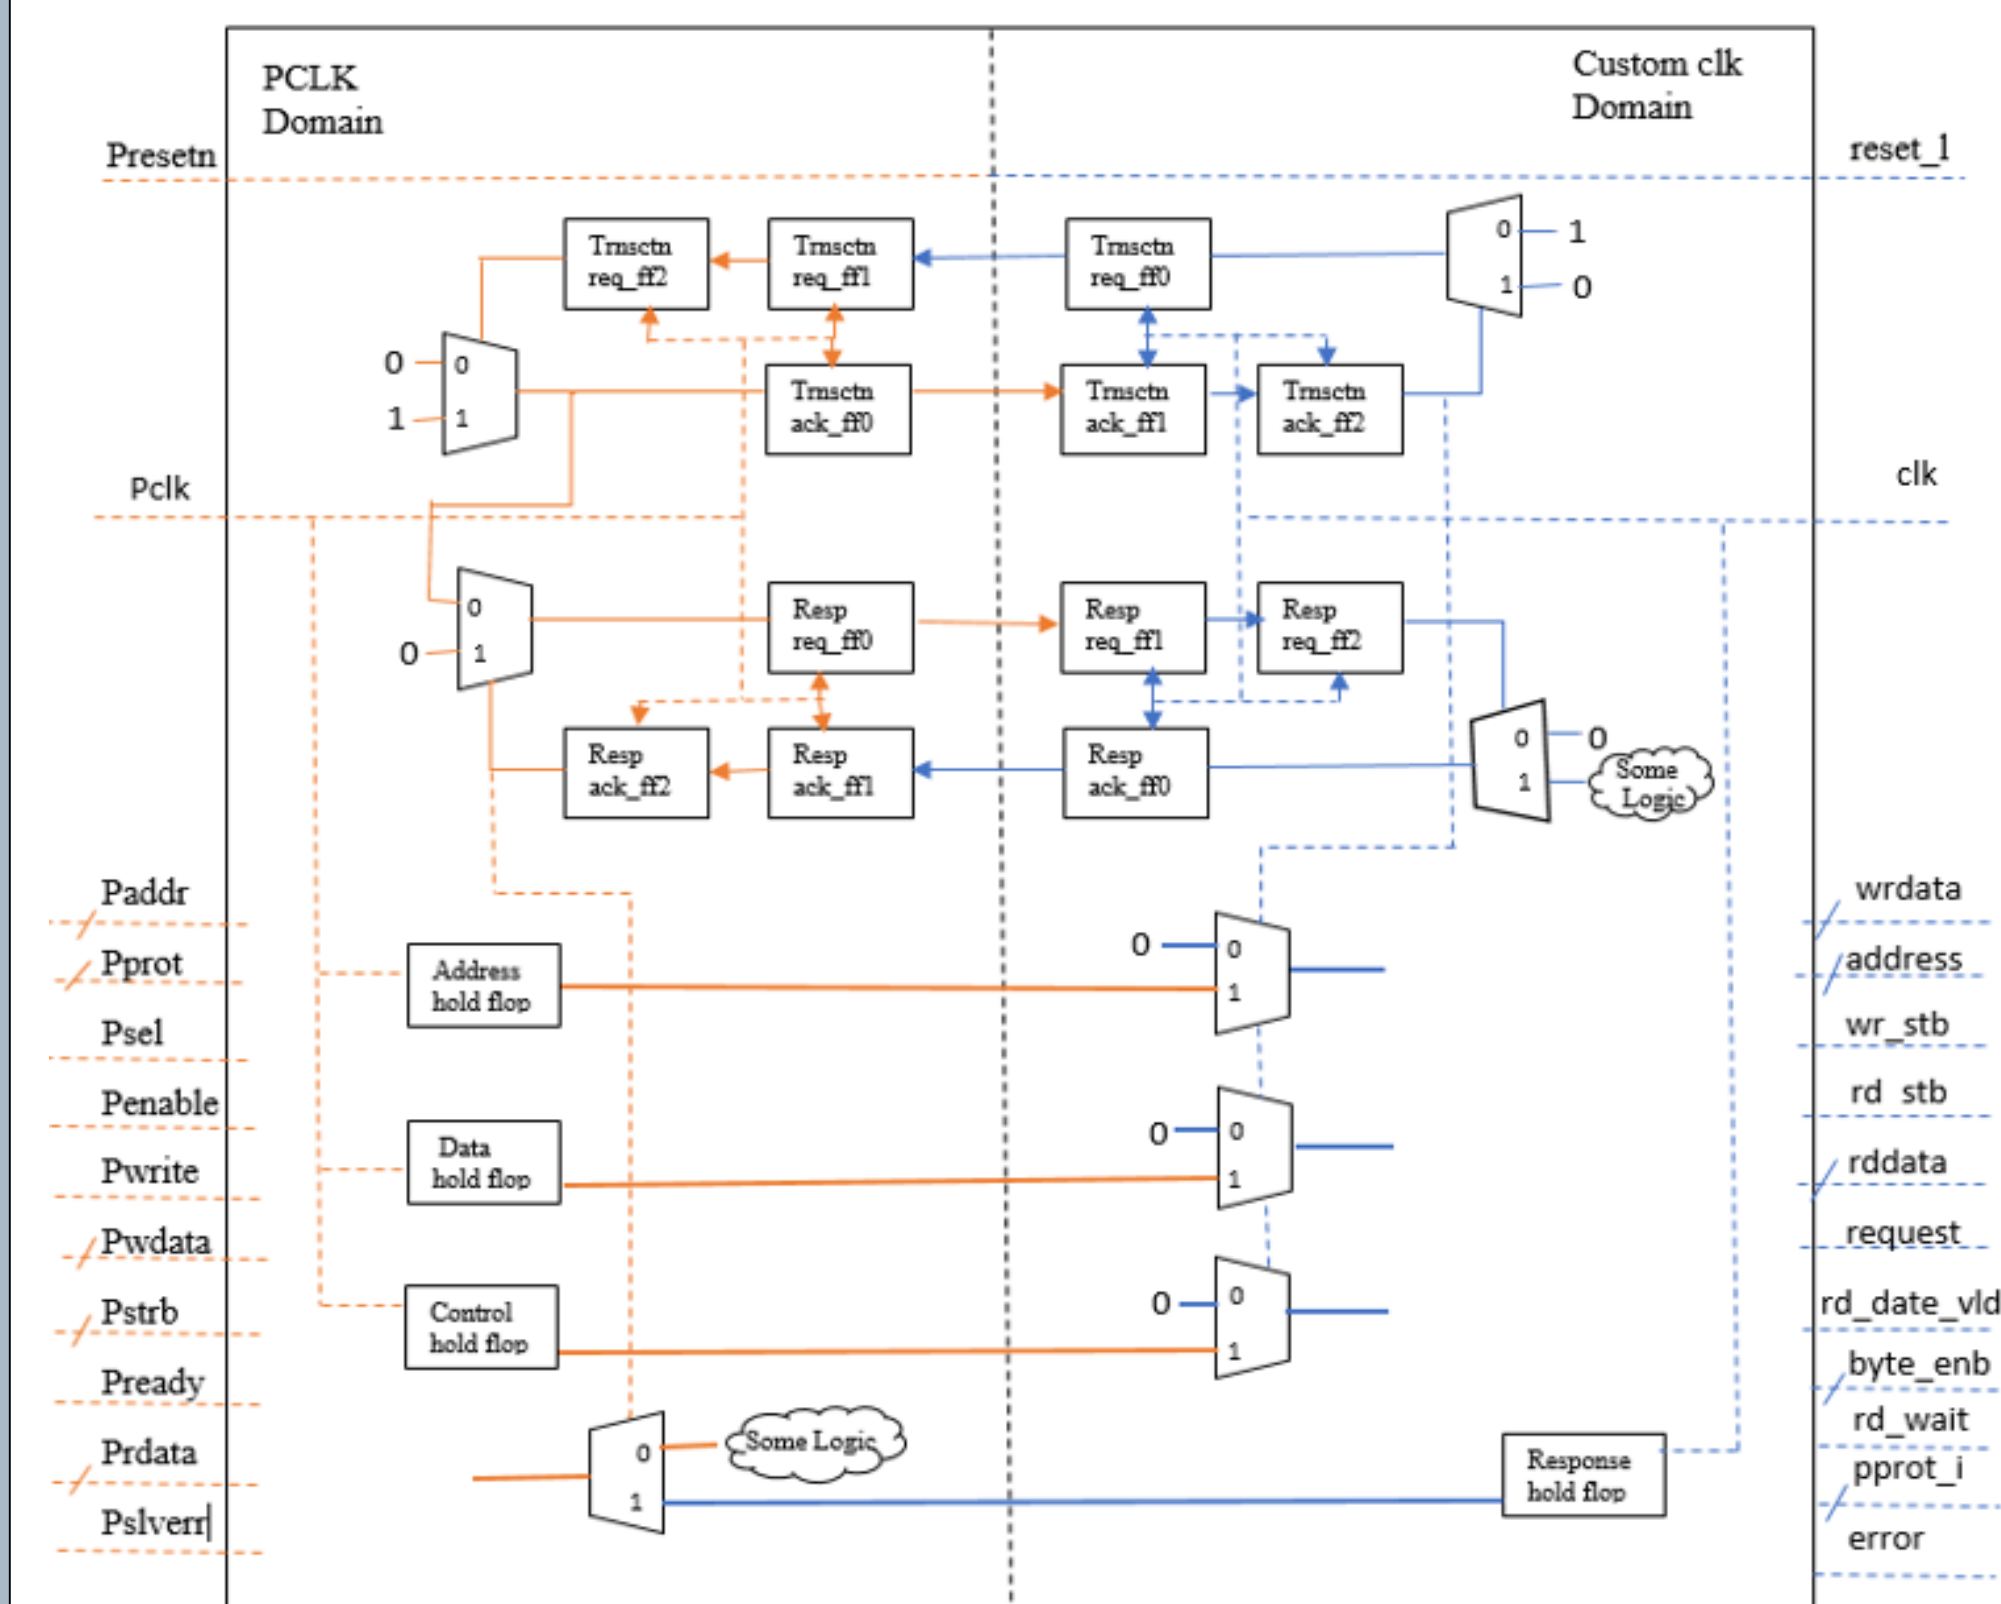 PCLK
Domain
Custom clk
Domain
Presetn
reset_1
Trnsctn
req_ff2
Trnsctn
req_ff1
Trnsctn
req_ff0
0
1
1
0
0
0
1
1
Trnsctn
ack_ff0
Trnsctn
ack_ff1
Trnsctn
ack_ff2
Pclk
clk
0
0
1
Resp
req_ff0
Resp
req_ff1
Resp
req_ff2
Resp
ack_ff2
Resp
ack_ff1
Resp
ack_ff0
0
0
1
Some
Logic
Paddr
Pprot
Psel
Penable
Pwrite
Pwdata
Pstrb
Pready
Prdata
Pslverr
Address
hold flop
0
0
1
Data
hold flop
0
0
1
Control
hold flop
0
0
1
0
1
Some Logic
Response
hold flop
wrdata
address
wr_stb
rd stb
rddata
request
rd_date_vld
byte_enb
rd_wait
pprot_i
error